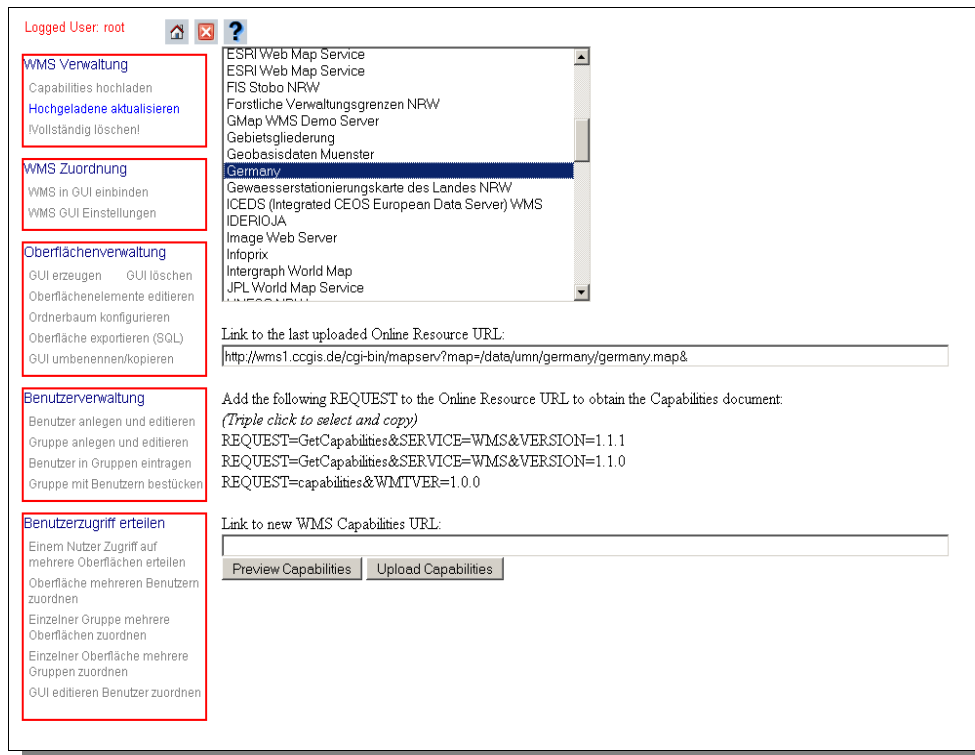 Logged User: root
?
WMS Verwaltung
Capabilities hochladen
Hochgeladene aktualisieren
!Vollständig löschen!
WMS Zuordnung
WMS in GUI einbinden
WMS GUI Einstellungen
Oberflächenverwaltung
GUI erzeugen GUI löschen
Oberflächenelemente editieren
Ordnerbaum konfigurieren
Oberfläche exportieren (SQL)
GUI umbenennen/kopieren
Benutzerverwaltung
Benutzer anlegen und editieren
Gruppe anlegen und editieren
Benutzer in Gruppen eintragen
Gruppe mit Benutzern bestücken
Benutzerzugriff erteilen
Einem Nutzer Zugriff auf
mehrere Oberflächen erteilen
Oberfläche mehreren Benutzern
zuordnen
Einzelner Gruppe mehrere
Oberflächen zuordnen
Einzelner Oberfläche mehrere
Gruppen zuordnen
GUI editieren Benutzer zuordnen
ESRI Web Map Service
ESRI Web Map Service
FIS Stobo NRW
Forstliche Verwaltungsgrenzen NRW
GMap WMS Demo Server
Gebietsgliederung
Geobasisdaten Muenster
Germany
Gewaesserstationierungskarte des Landes NRW
ICEDS (Integrated CEOS European Data Server) WMS
IDERIOJA
Image Web Server
Infoprix
Intergraph World Map
JPL World Map Service
Link to the last uploaded Online Resource URL:
http://wms1.ccgis.de/cgi-bin/mapserv?map=/data/umn/germany/germany.map&
Add the following REQUEST to the Online Resource URL to obtain the Capabilities document:
(Triple click to select and copy)
REQUEST=GetCapabilities&SERVICE=WMS&VERSION=1.1.1
REQUEST=GetCapabilities&SERVICE=WMS&VERSION=1.1.0
REQUEST=capabilities&WMTVER=1.0.0
Link to new WMS Capabilities URL:
Preview Capabilities Upload Capabilities